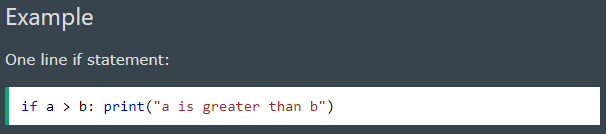 Example
One line if statement:
if a > b: print("a is greater than b")